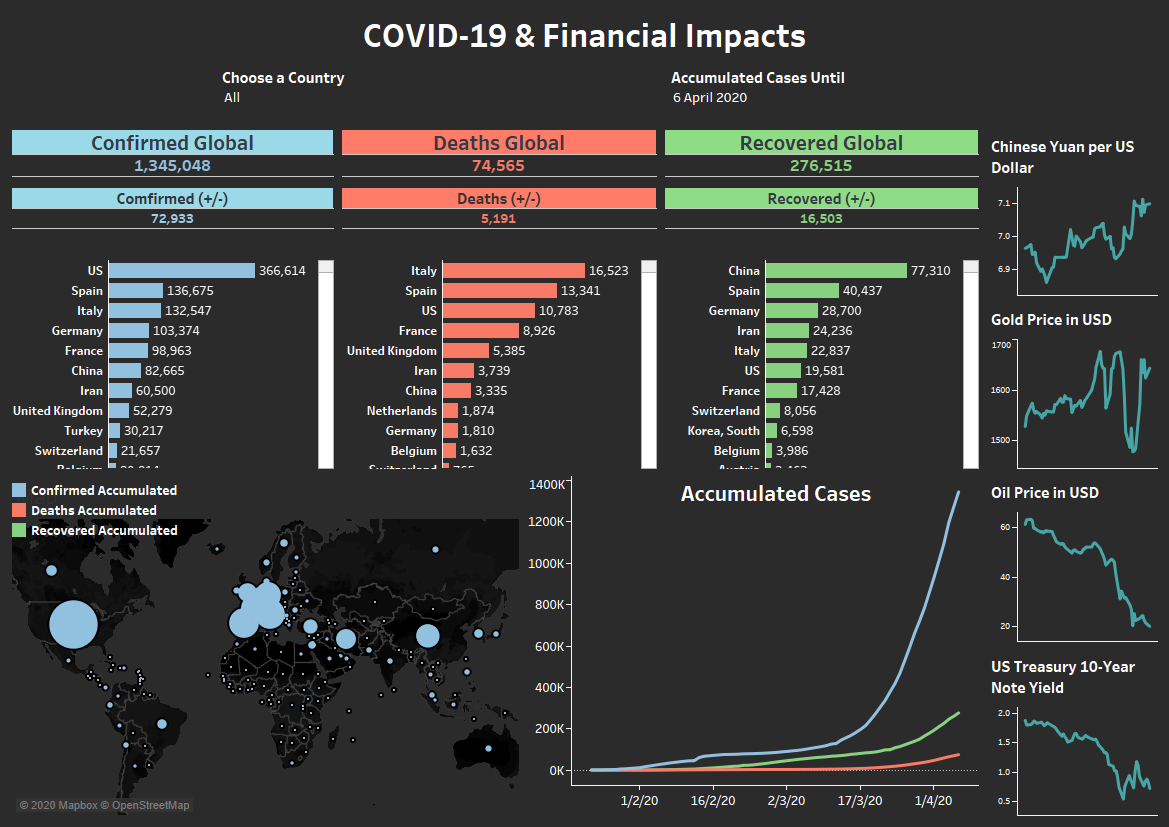 COVID-19 & Financial Impacts
Choose a Country
All
Accumulated Cases Until
6 April 2020
Confirmed Global
1,345,048
Comfirmed (+/-)
72,933
Deaths Global
74,565
Deaths (+/-)
5,191
Recovered Global
276,515
Recovered (+/-)
16,503
US 366,614
Spain 136,675
Italy 132,547
Germany 103,374
France 98,963
China 82,665
Iran 60,500
United Kingdom 52,279
Turkey 30,217
Switzerland 21,657
Belgium
Italy 16,523
Spain 13,341
US 10,783
France 8,926
United Kingdom 5,385
Iran 3,739
China 3,335
Netherlands 1,874
Germany 1,810
Belgium 1,632
Switzerland 765
China 77,310
Spain 40,437
Germany 28,700
Iran 24,236
Italy 22,837
US 19,581
France 17,428
Switzerland 8,056
Korea, South 6,598
Belgium 3,986
Austria
Chinese Yuan per US
Dollar
7.1
7.0
6.9
Gold Price in USD
1700
1600
1500
Oil Price in USD
60
40
20
US Treasury 10-Year
Note Yield
2.0
1.5
1.0
0.5
Confirmed Accumulated
Deaths Accumulated
Recovered Accumulated
© 2020 Mapbox © OpenStreetMap
Accumulated Cases
1400K
1200K
1000K
800K
600K
400K
200K
0K
1/2/20 16/2/20 2/3/20 17/3/20 1/4/20